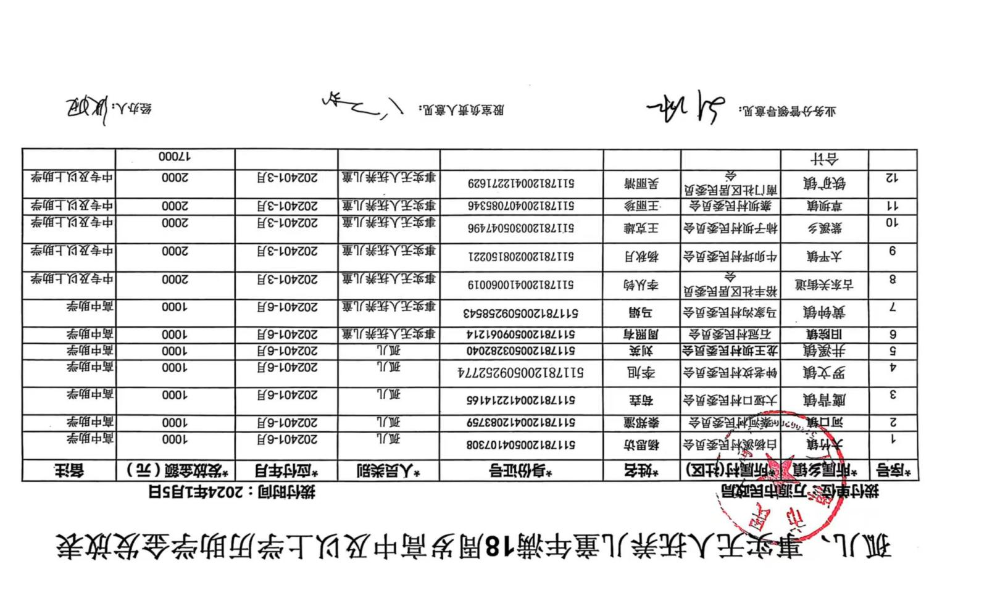 孤儿、事实无人抚养儿童年满18周岁高中及以上学历助学金发放表
拨付单位：万源市民政局 拨付时间：2024年1月5日
*序号 *所属乡镇 *所属村(社区) *姓名 *身份证号 *人员类别 *应付年月 *发放金额（元） 备注
1 大竹镇 白杨溪村民委员会 杨思访 511781200504107308 孤儿 202401-6月 1000 高中助学
2 河口镇 秦河村民委员会 秦郑潼 511781200412083759 孤儿 202401-6月 1000 高中助学
3 鹰背镇 大垭口村民委员会 苟垚 511781200412214165 孤儿 202401-6月 1000 高中助学
4 罗文镇 钟老坟村民委员会 李旭 511781200509252774 孤儿 202401-6月 1000 高中助学
5 井溪镇 龙王坝村民委员会 刘英 511781200503282040 孤儿 202401-6月 1000 高中助学
6 旧院镇 石冠村民委员会 周照有 511781200509061214 事实无人抚养儿童 202401-6月 1000 高中助学
7 黄钟镇 马家沟村民委员会 马娟 511781200509258543 事实无人抚养儿童 202401-6月 1000 高中助学
8 古东关街道 裕丰社区居民委员会 李从钧 511781200410060019 事实无人抚养儿童 202401-3月 2000 中专及以上助学
9 太平镇 牛卯坪村民委员会 杨秋月 511781200208150221 事实无人抚养儿童 202401-3月 2000 中专及以上助学
10 紫溪乡 柿子坝村民委员会 王克雄 511781200305047496 事实无人抚养儿童 202401-3月 2000 中专及以上助学
11 草坝镇 寨坝村民委员会 王丽珍 511781200407085346 事实无人抚养儿童 202401-3月 2000 中专及以上助学
12 铁矿镇 南门社区居民委员会 吴丽清 511781200412271629 事实无人抚养儿童 202401-3月 2000 中专及以上助学
合计 17000
业务分管领导意见： 股室负责人意见： 经办人：